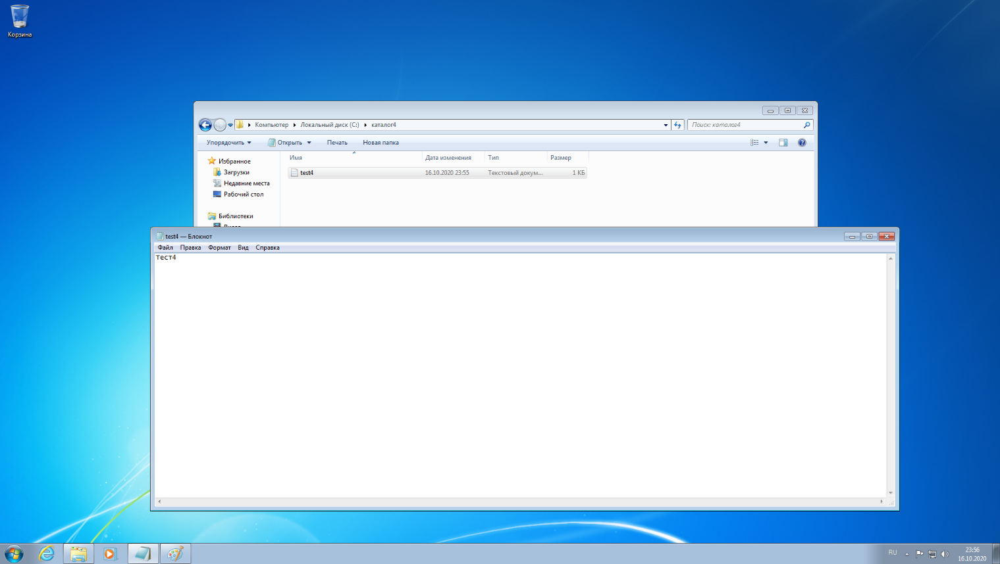 Корзина
Компьютер Локальный диск (C:) каталог4
Поиск: каталог4
Упорядочить Открыть Печать Новая папка
Имя Дата изменения Тип Размер
Избранное
test4 16.10.2020 23:55 Текстовый докум... 1 КБ
Загрузки
Недавние места
Рабочий стол
Библиотеки
test4 — Блокнот
Файл Правка Формат Вид Справка
Тест4
RU
23:56
16.10.2020